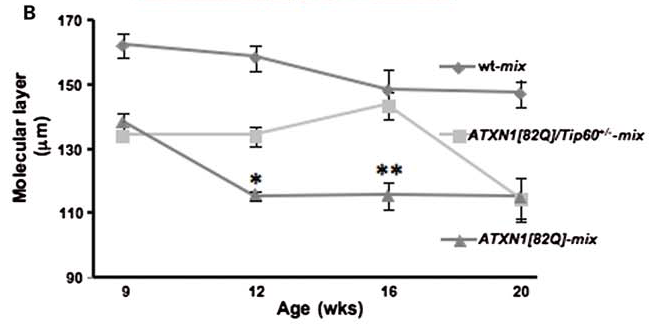 B
170
150
130
110
90
Molecular layer
(μm)
wt-mix
ATXN1[82Q]/Tip60+/--mix
*
**
ATXN1[82Q]-mix
9 12 16 20
Age (wks)